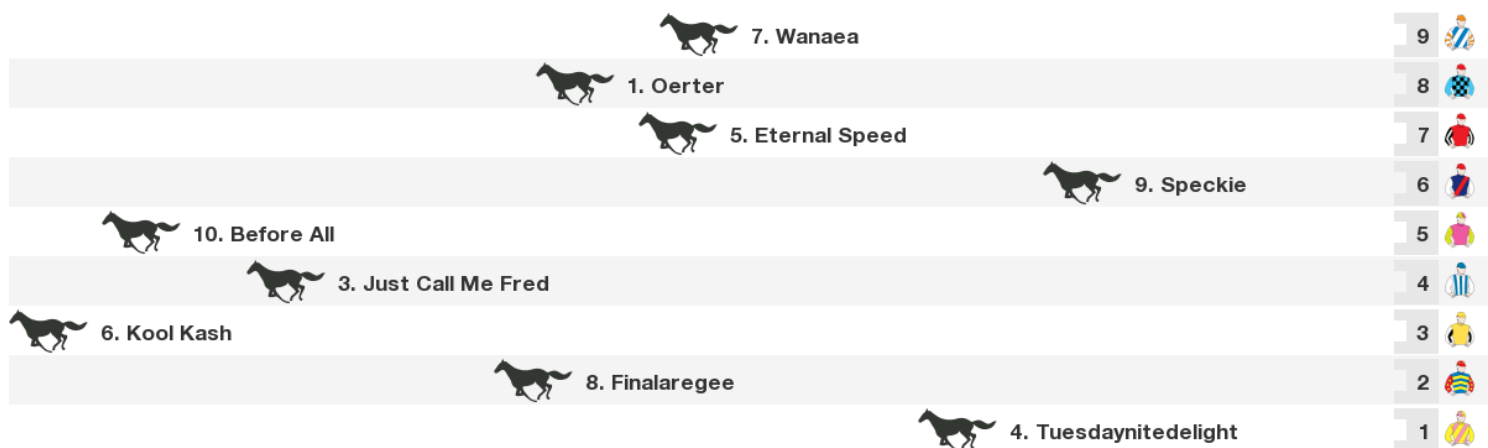 7. Wanaea 9
1. Oerter 8
5. Eternal Speed 7
9. Speckie 6
10. Before All 5
3. Just Call Me Fred 4
6. Kool Kash 3
8. Finalaregee 2
4. Tuesdaynitedelight 1